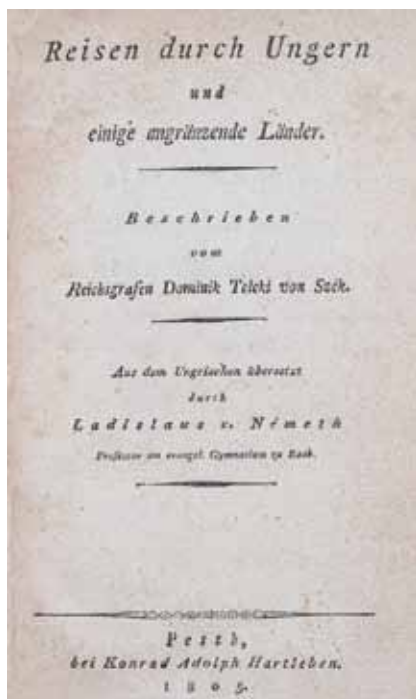 Reisen durch Ungern
und
einige angränzende Länder.
Beschrieben
vom
Reichsgrafen Dominik Teleki von Szék.
Aus dem Ungrischen übersetzt
durch
Ladislaus v. Németh
Professor am evangel. Gymnasium zu Raab.
Pesth,
bei Konrad Adolph Hartleben.
1805.